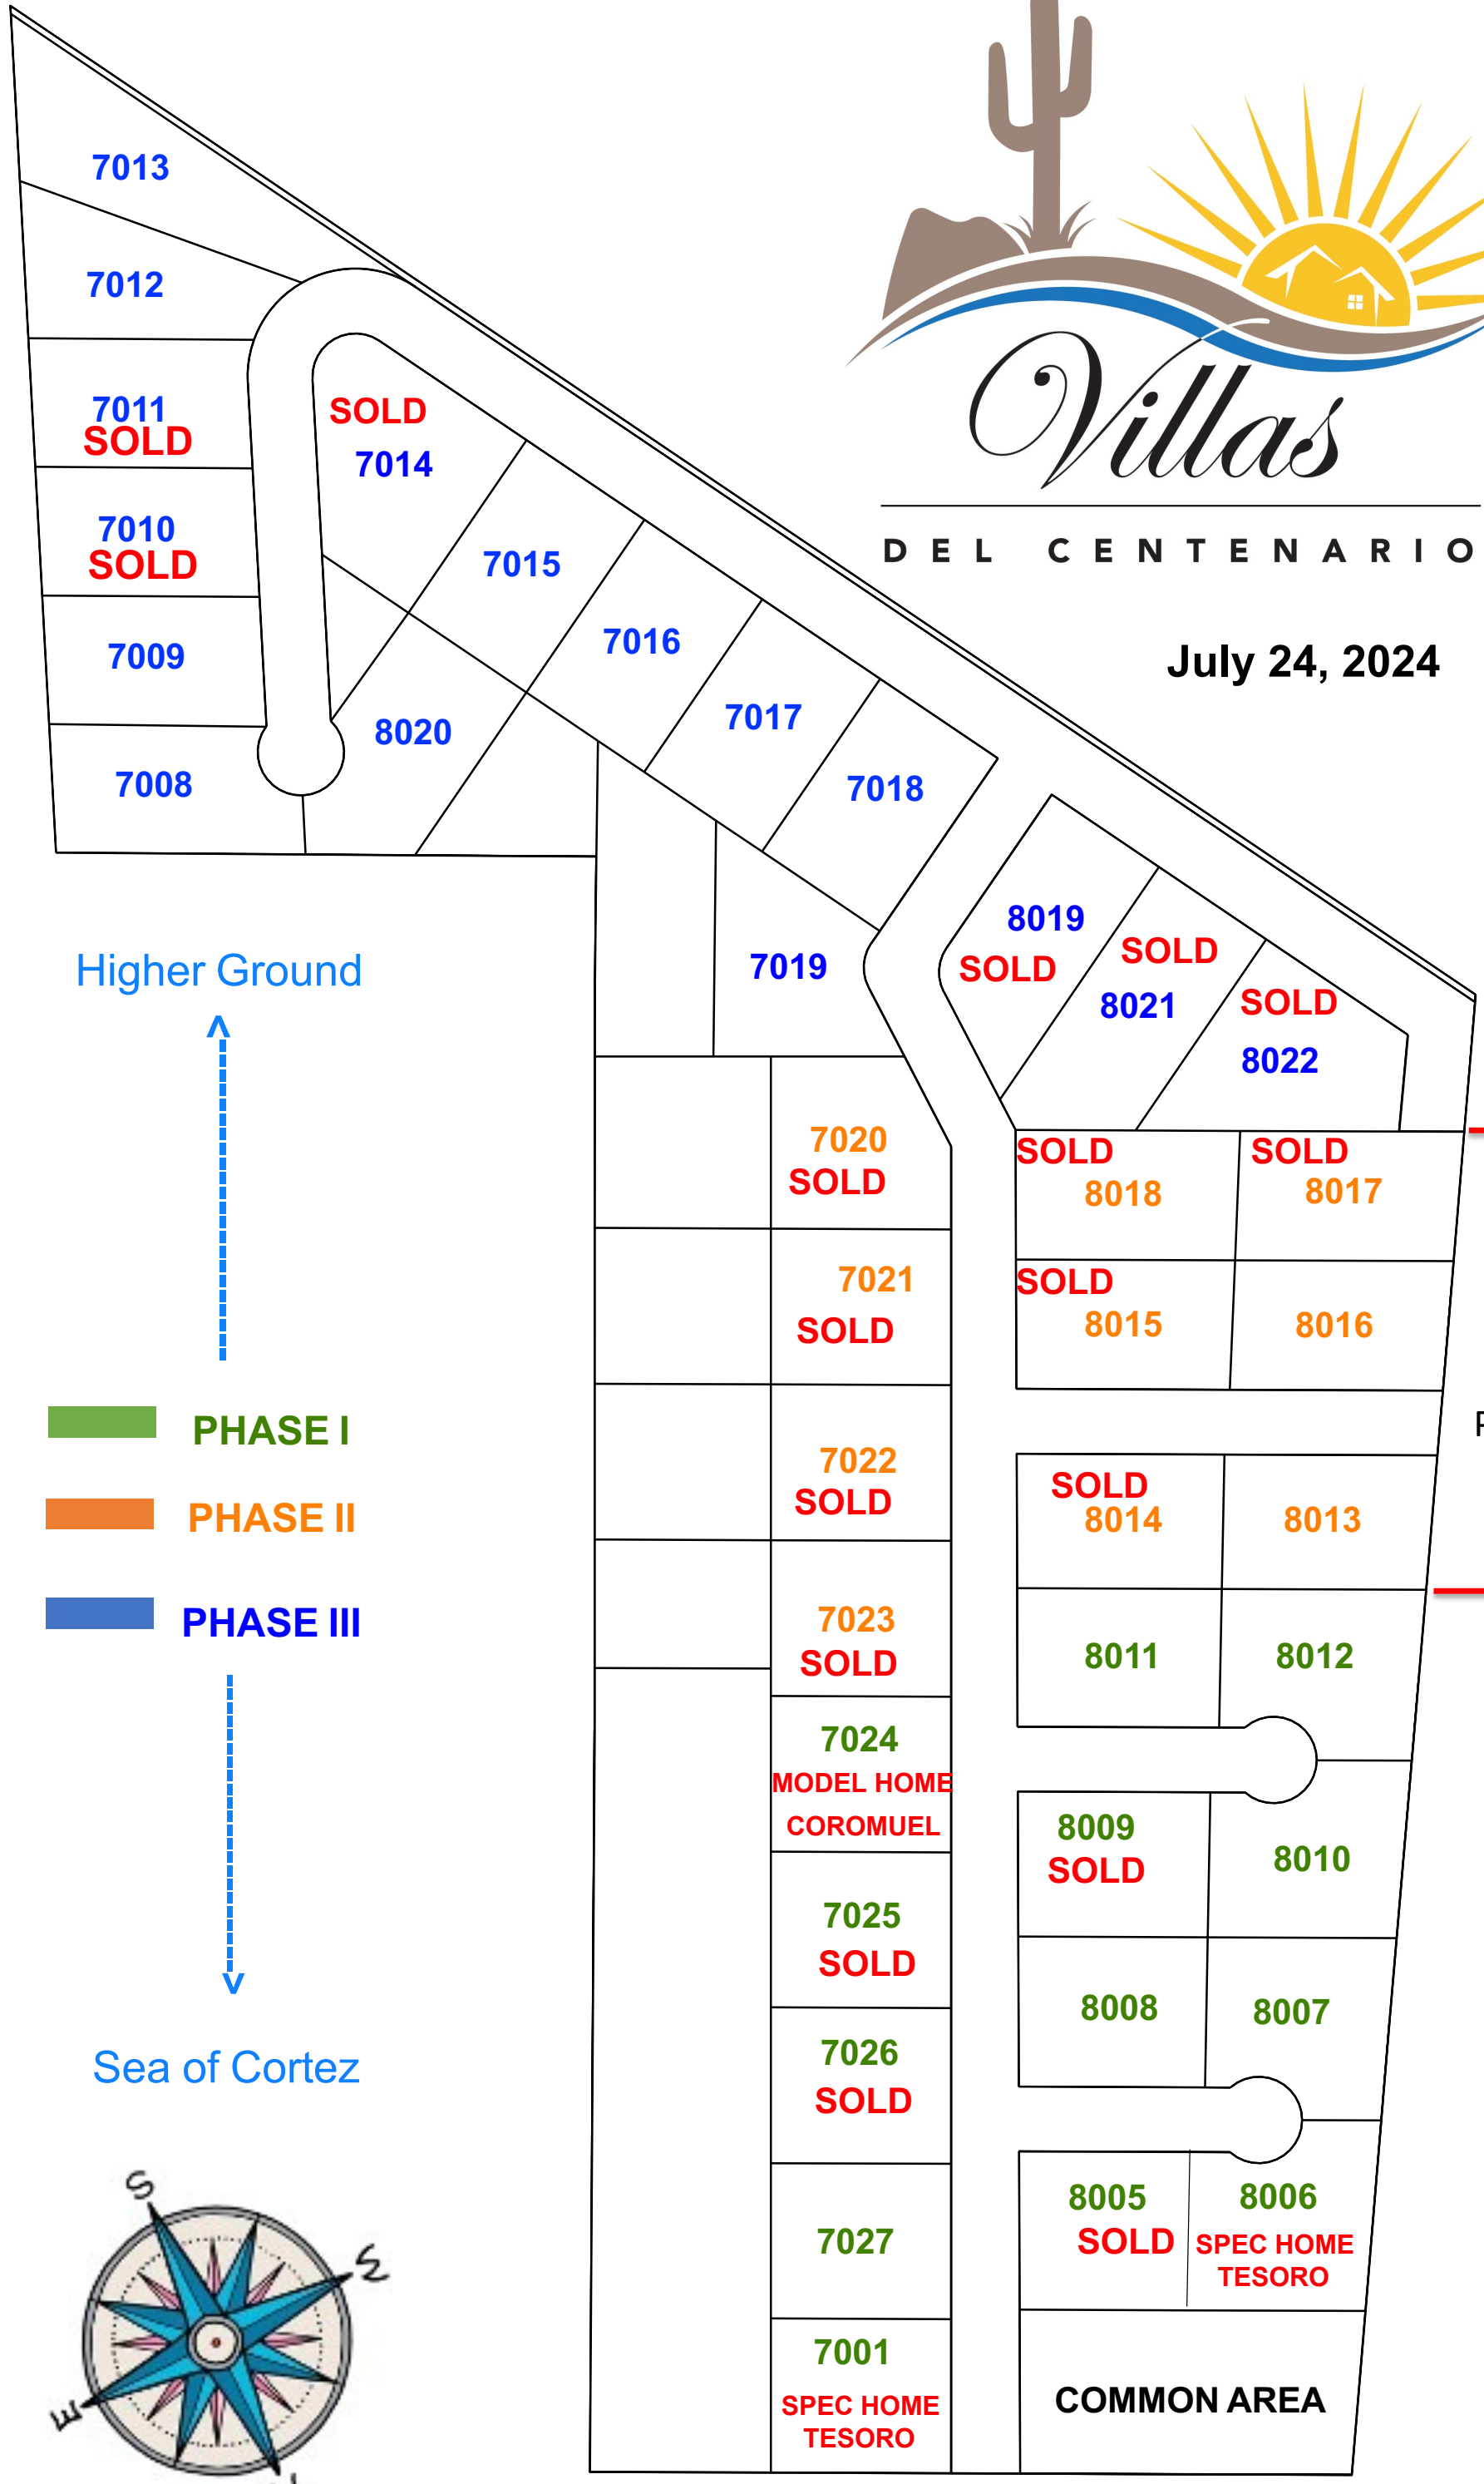 Villas
DEL CENTENARIO
July 24, 2024
7013
7012
7011
SOLD
7010
SOLD
7009
7008
SOLD
7014
7015
7016
7017
7018
8020
7019
8019
SOLD
SOLD
8021
SOLD
8022
Higher Ground
PHASE I
PHASE II
PHASE III
Sea of Cortez
7020
SOLD
7021
SOLD
7022
SOLD
7023
SOLD
7024
MODEL HOME
COROMUEL
7025
SOLD
7026
SOLD
7027
7001
SPEC HOME
TESORO
SOLD
8018
SOLD
8017
SOLD
8015
8016
P
SOLD
8014
8013
8011
8012
8009
SOLD
8010
8008
8007
8005
SOLD
8006
SPEC HOME
TESORO
COMMON AREA
S
E